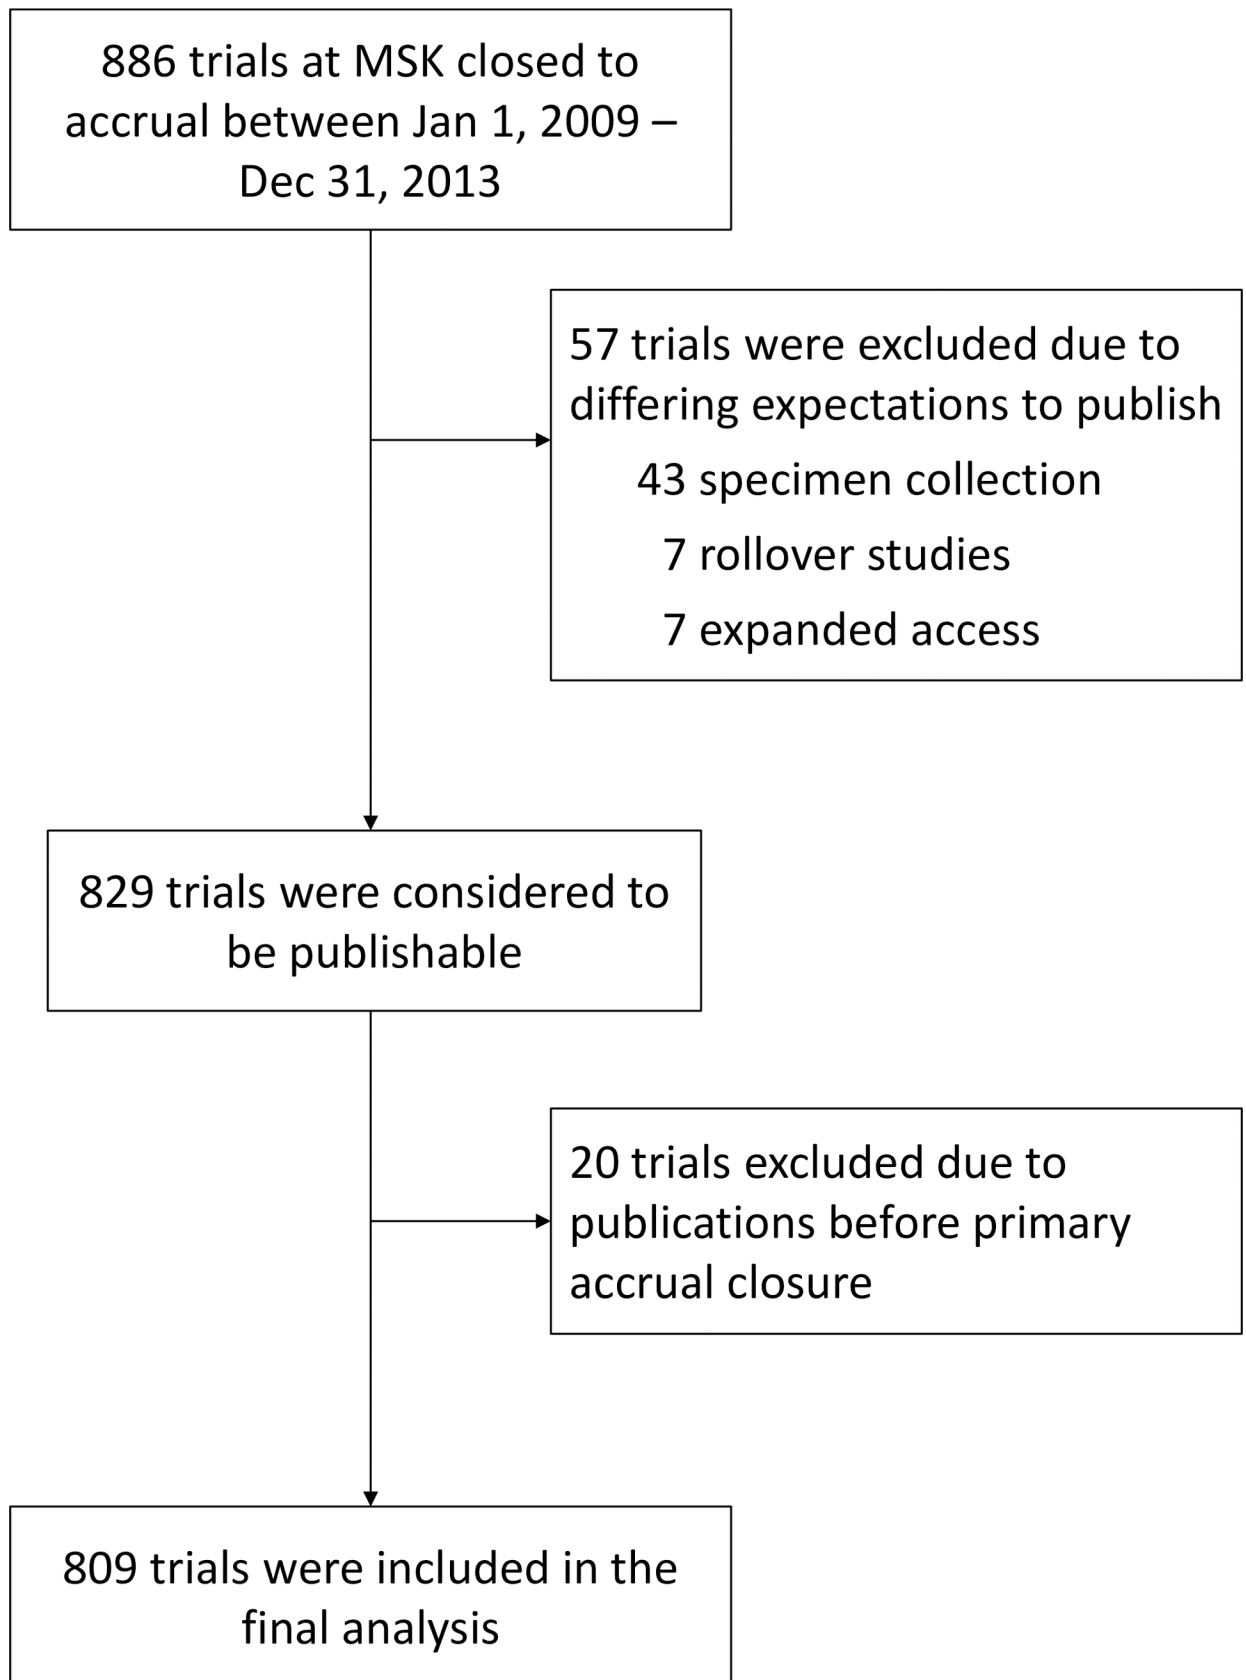 886 trials at MSK closed to
accrual between Jan 1, 2009 –
Dec 31, 2013
57 trials were excluded due to
differing expectations to publish
43 specimen collection
7 rollover studies
7 expanded access
829 trials were considered to
be publishable
20 trials excluded due to
publications before primary
accrual closure
809 trials were included in the
final analysis